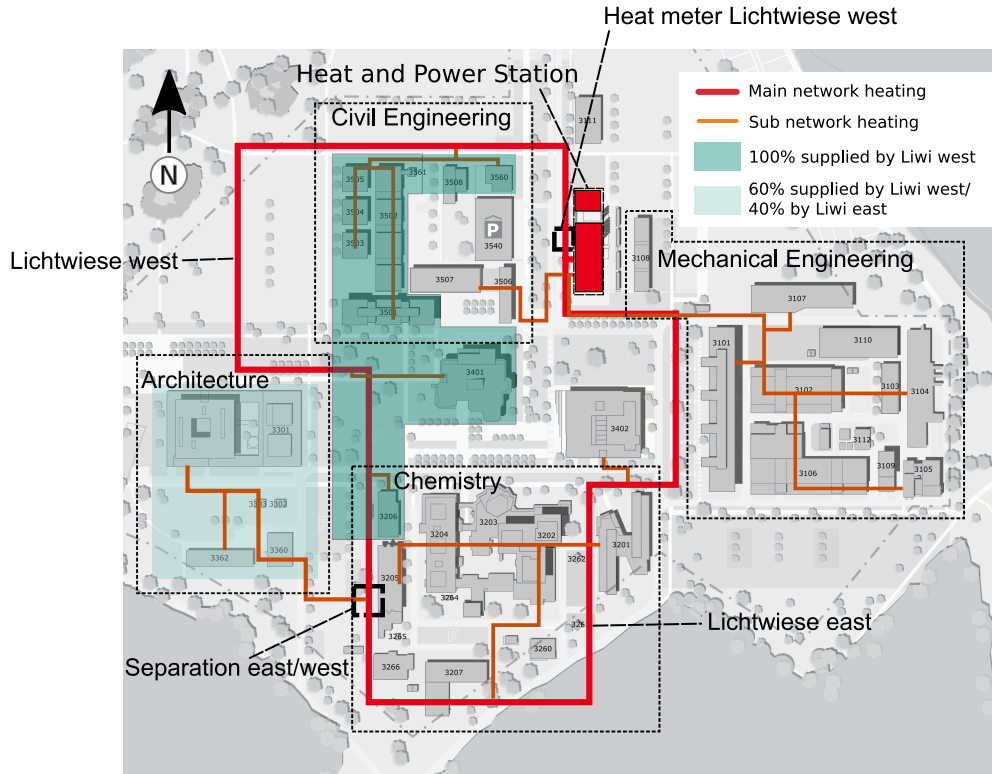 Heat meter Lichtwiese west
Heat and Power Station
Main network heating
Sub network heating
100% supplied by Liwi west
60% supplied by Liwi west/
40% by Liwi east
N
Civil Engineering
3111
3505
3561
3508
3560
3504
3502
3503
P
3540
3108
Lichtwiese west
Mechanical Engineering
3507
3506
3107
3501
3101
3110
Architecture
3401
3102
3103
3104
3301
3402
3112
3106
3109
3105
Chemistry
3303
3302
3206
3203
3204
3202
3201
3362
3360
3262
3205
3264
P
3265
3260
Lichtwiese east
Separation east/west
3266
3207